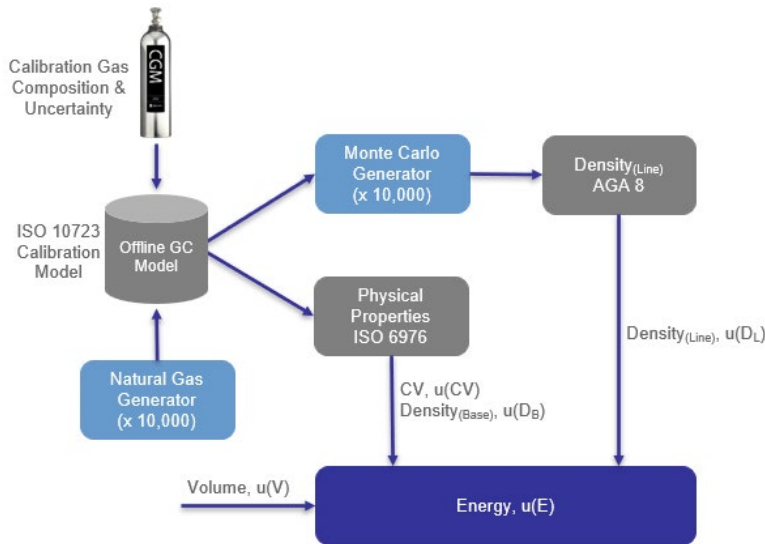 Calibration Gas
Composition &
Uncertainty
CGM
Monte Carlo
Generator
(x 10,000)
Density(Line)
AGA 8
ISO 10723
Calibration
Model
Offline GC
Model
Physical
Properties
ISO 6976
Density(Line), u(DL)
Natural Gas
Generator
(x 10,000)
CV, u(CV)
Density(Base), u(DB)
Volume, u(V)
Energy, u(E)